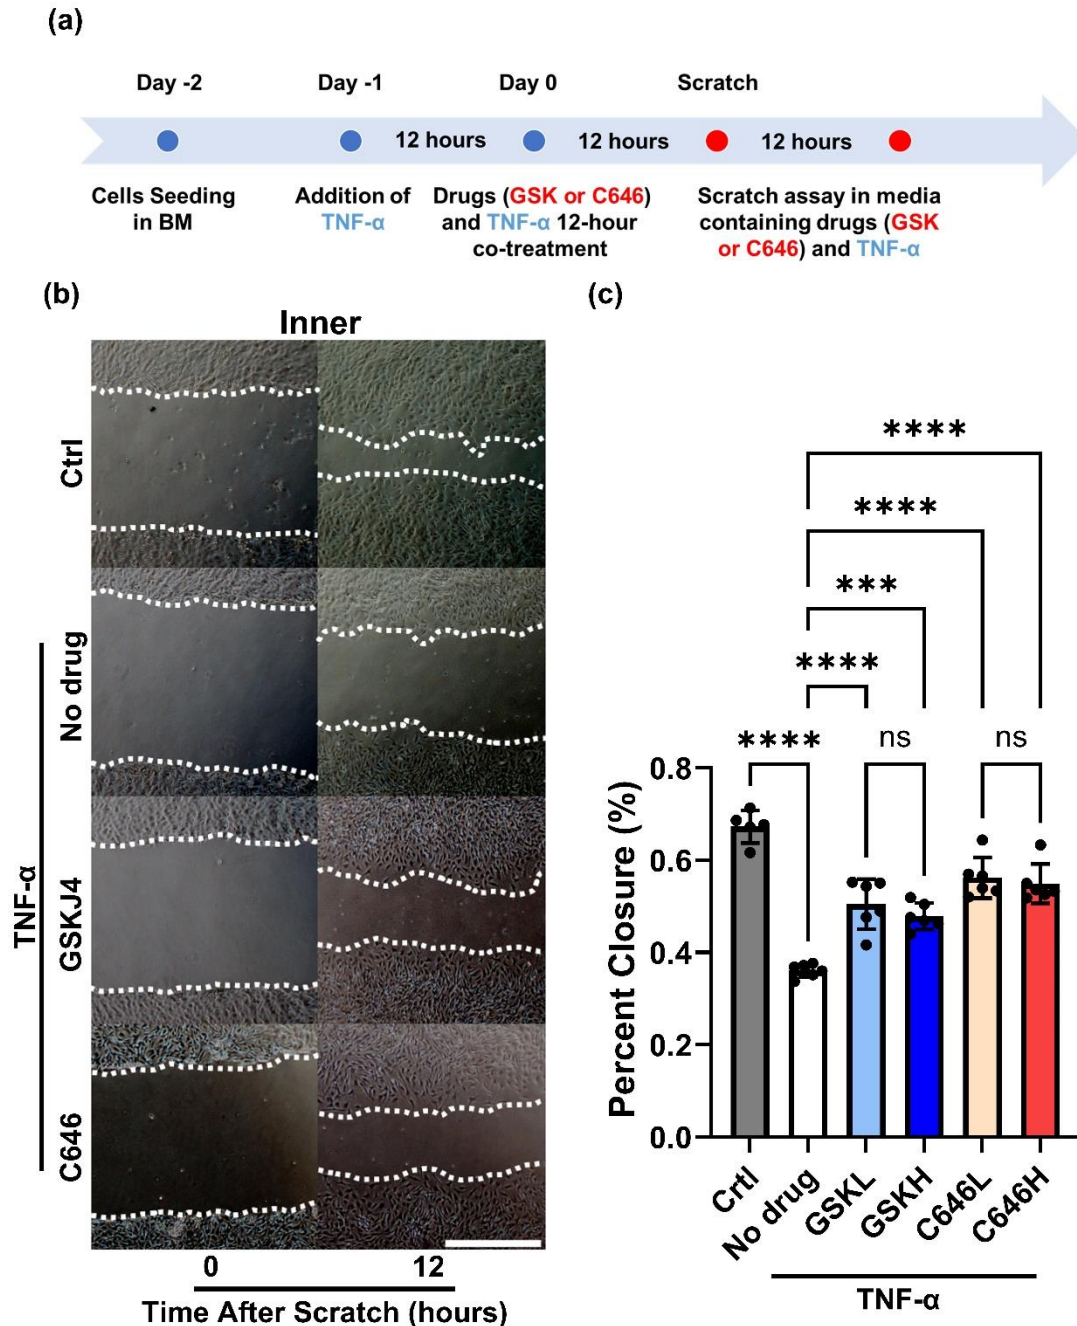 (a)
Day -2
Day -1
Day 0
Scratch
12 hours
12 hours
12 hours
Cells Seeding
in BM
Addition of
TNF-α
Drugs (GSK or C646)
and TNF-α 12-hour
co-treatment
Scratch assay in media
containing drugs (GSK
or C646) and TNF-α
(b)
Inner
Ctrl
No drug
GSKJ4
C646
TNF-α
0
12
Time After Scratch (hours)
(c)
****
****
***
****
****
ns
ns
Percent Closure (%)
0.8
0.6
0.4
0.2
0.0
Crtl
No drug
GSKL
GSKH
C646L
C646H
TNF-α